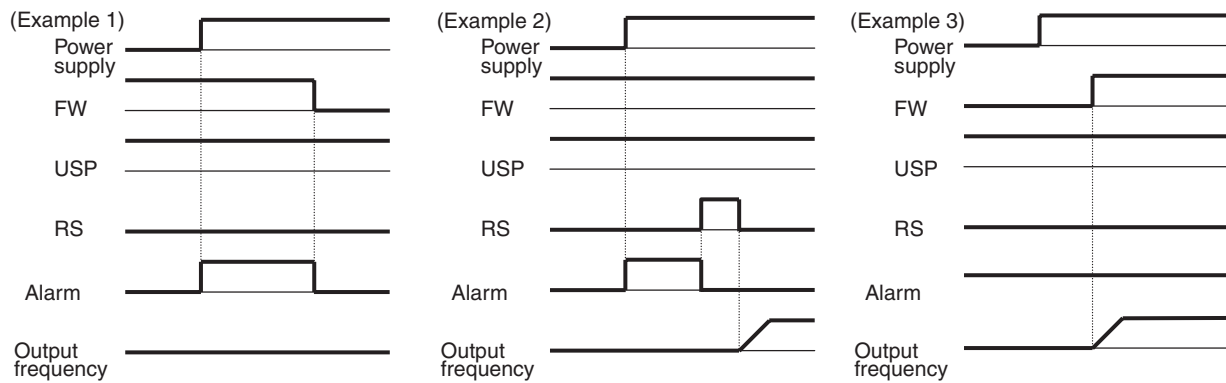 (Example 1)
Power
supply
FW
USP
RS
Alarm
Output
frequency
(Example 2)
Power
supply
FW
USP
RS
Alarm
Output
frequency
(Example 3)
Power
supply
FW
USP
RS
Alarm
Output
frequency